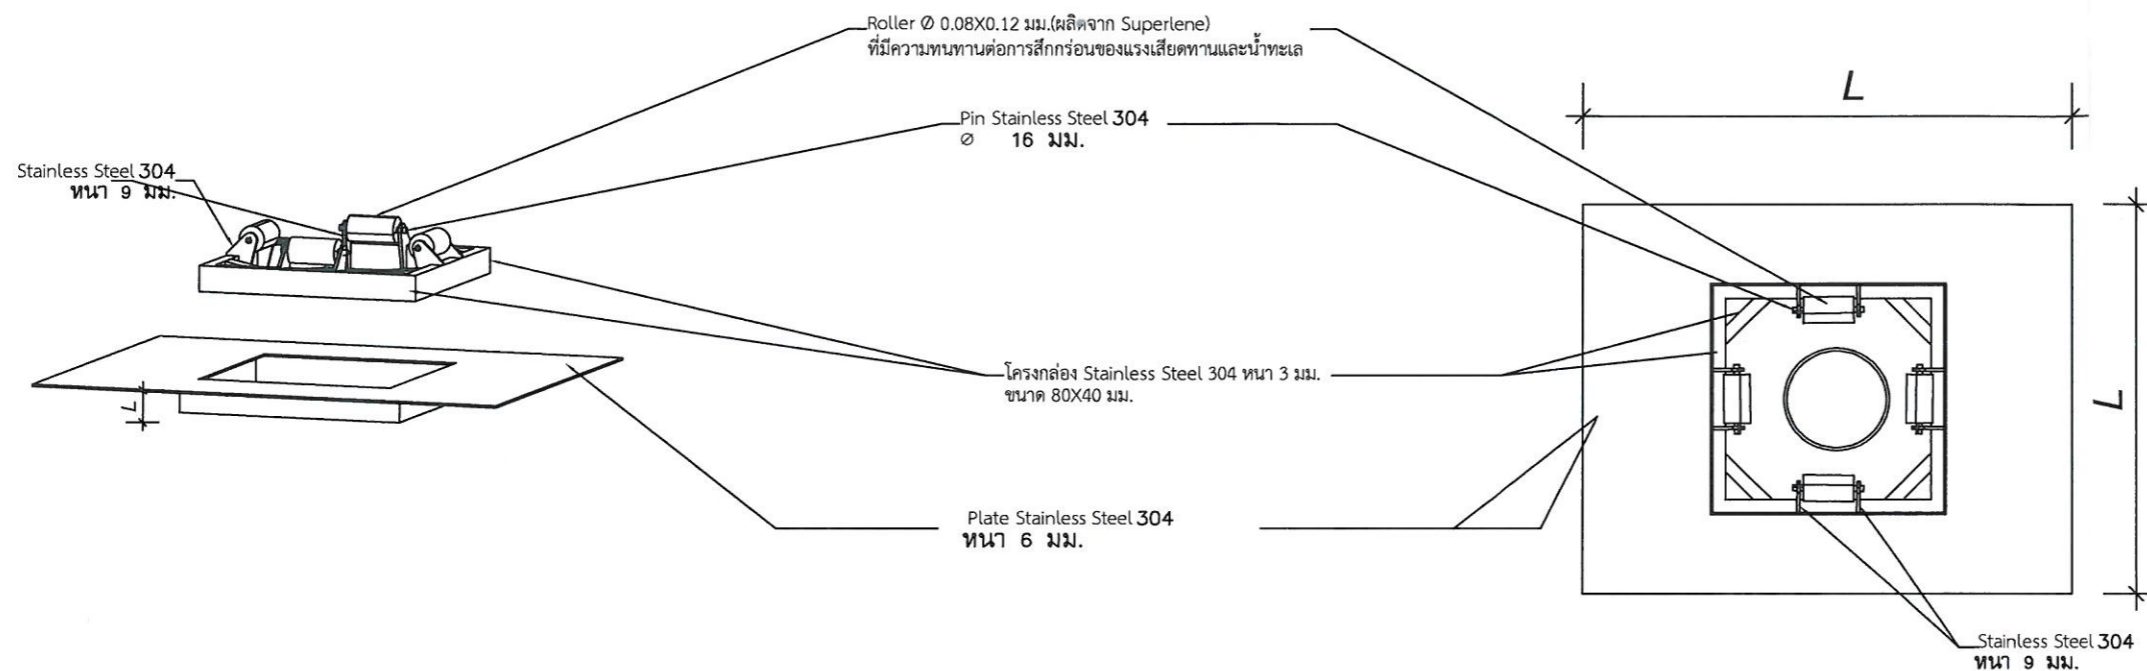 Roller Ø 0.08X0.12 มม.(ผลิตจาก Superlene)
ที่มีความทนทานต่อการสึกกร่อนของแรงเสียดทานและน้ำทะเล
L
Pin Stainless Steel 304
Ø 16 มม.
Stainless Steel 304
หนา 9 มม.
โครงกล่อง Stainless Steel 304 หนา 3 มม.
ขนาด 80X40 มม.
L
L
Plate Stainless Steel 304
หนา 6 มม.
Stainless Steel 304
หนา 9 มม.